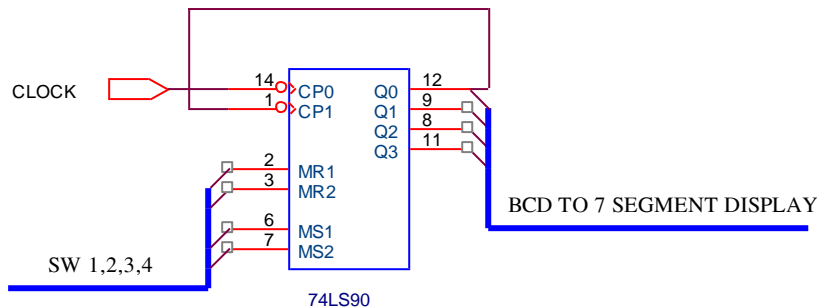 CLOCK
14 CP0 Q0 12
1 CP1 Q1 9
Q2 8
Q3 11
2 MR1
3 MR2
6 MS1
7 MS2
BCD TO 7 SEGMENT DISPLAY
SW 1,2,3,4
74LS90